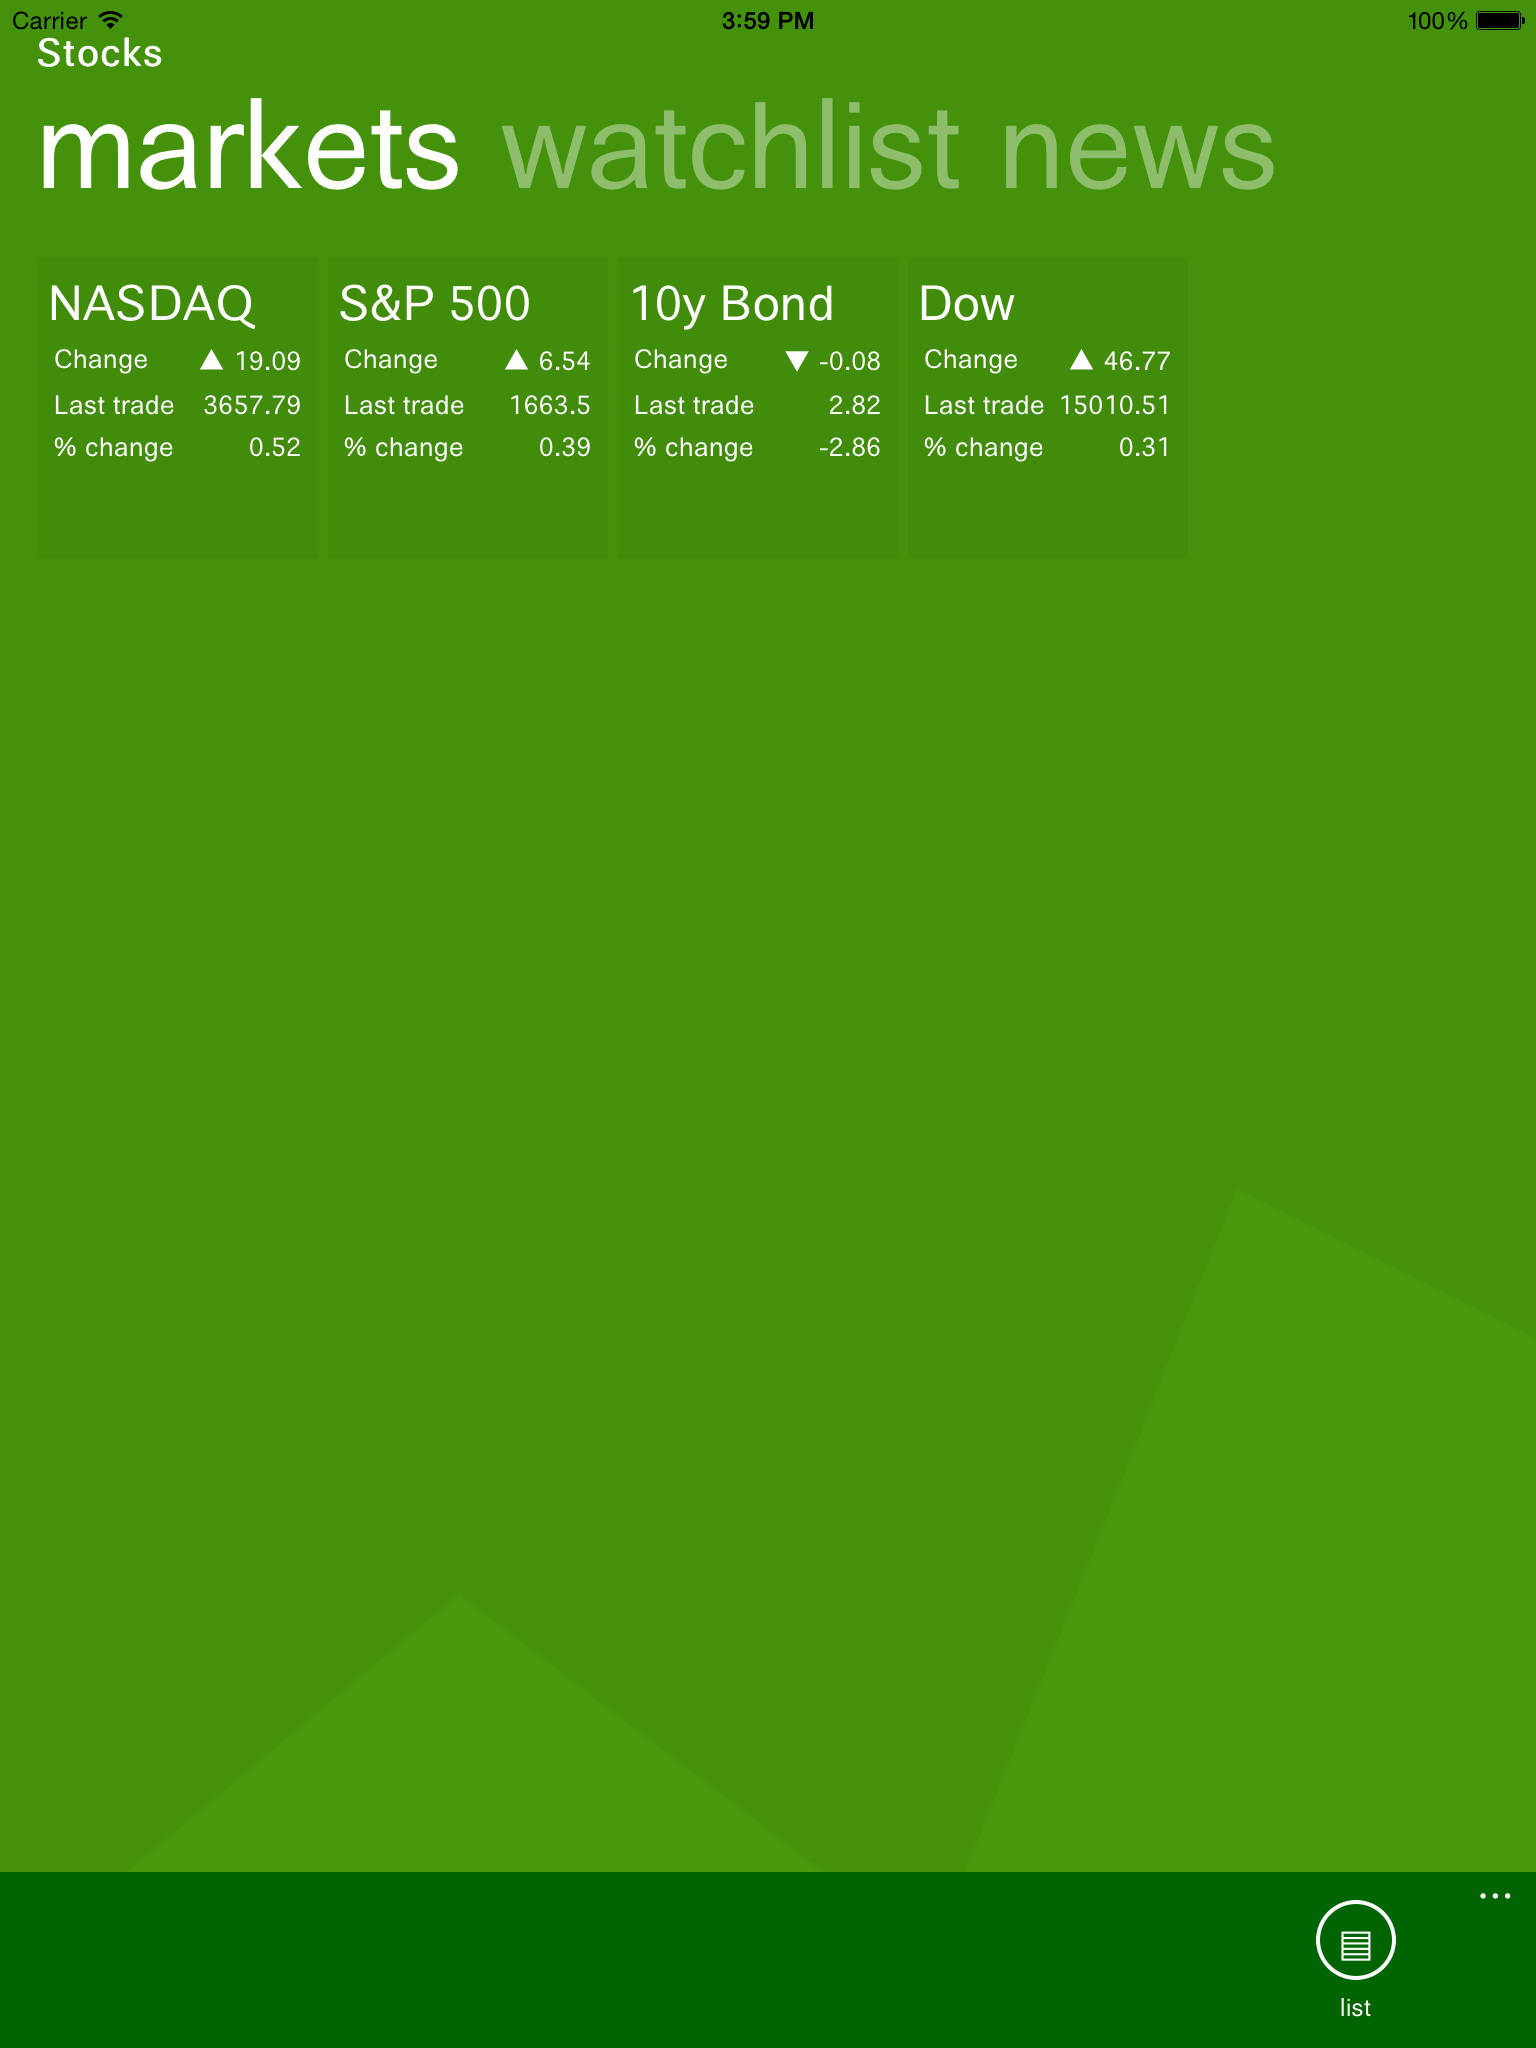 Carrier 3:59 PM 100%
Stocks
markets watchlist news
NASDAQ
Change ▲ 19.09
Last trade 3657.79
% change 0.52
S&P 500
Change ▲ 6.54
Last trade 1663.5
% change 0.39
10y Bond
Change ▼ -0.08
Last trade 2.82
% change -2.86
Dow
Change ▲ 46.77
Last trade 15010.51
% change 0.31
...
list